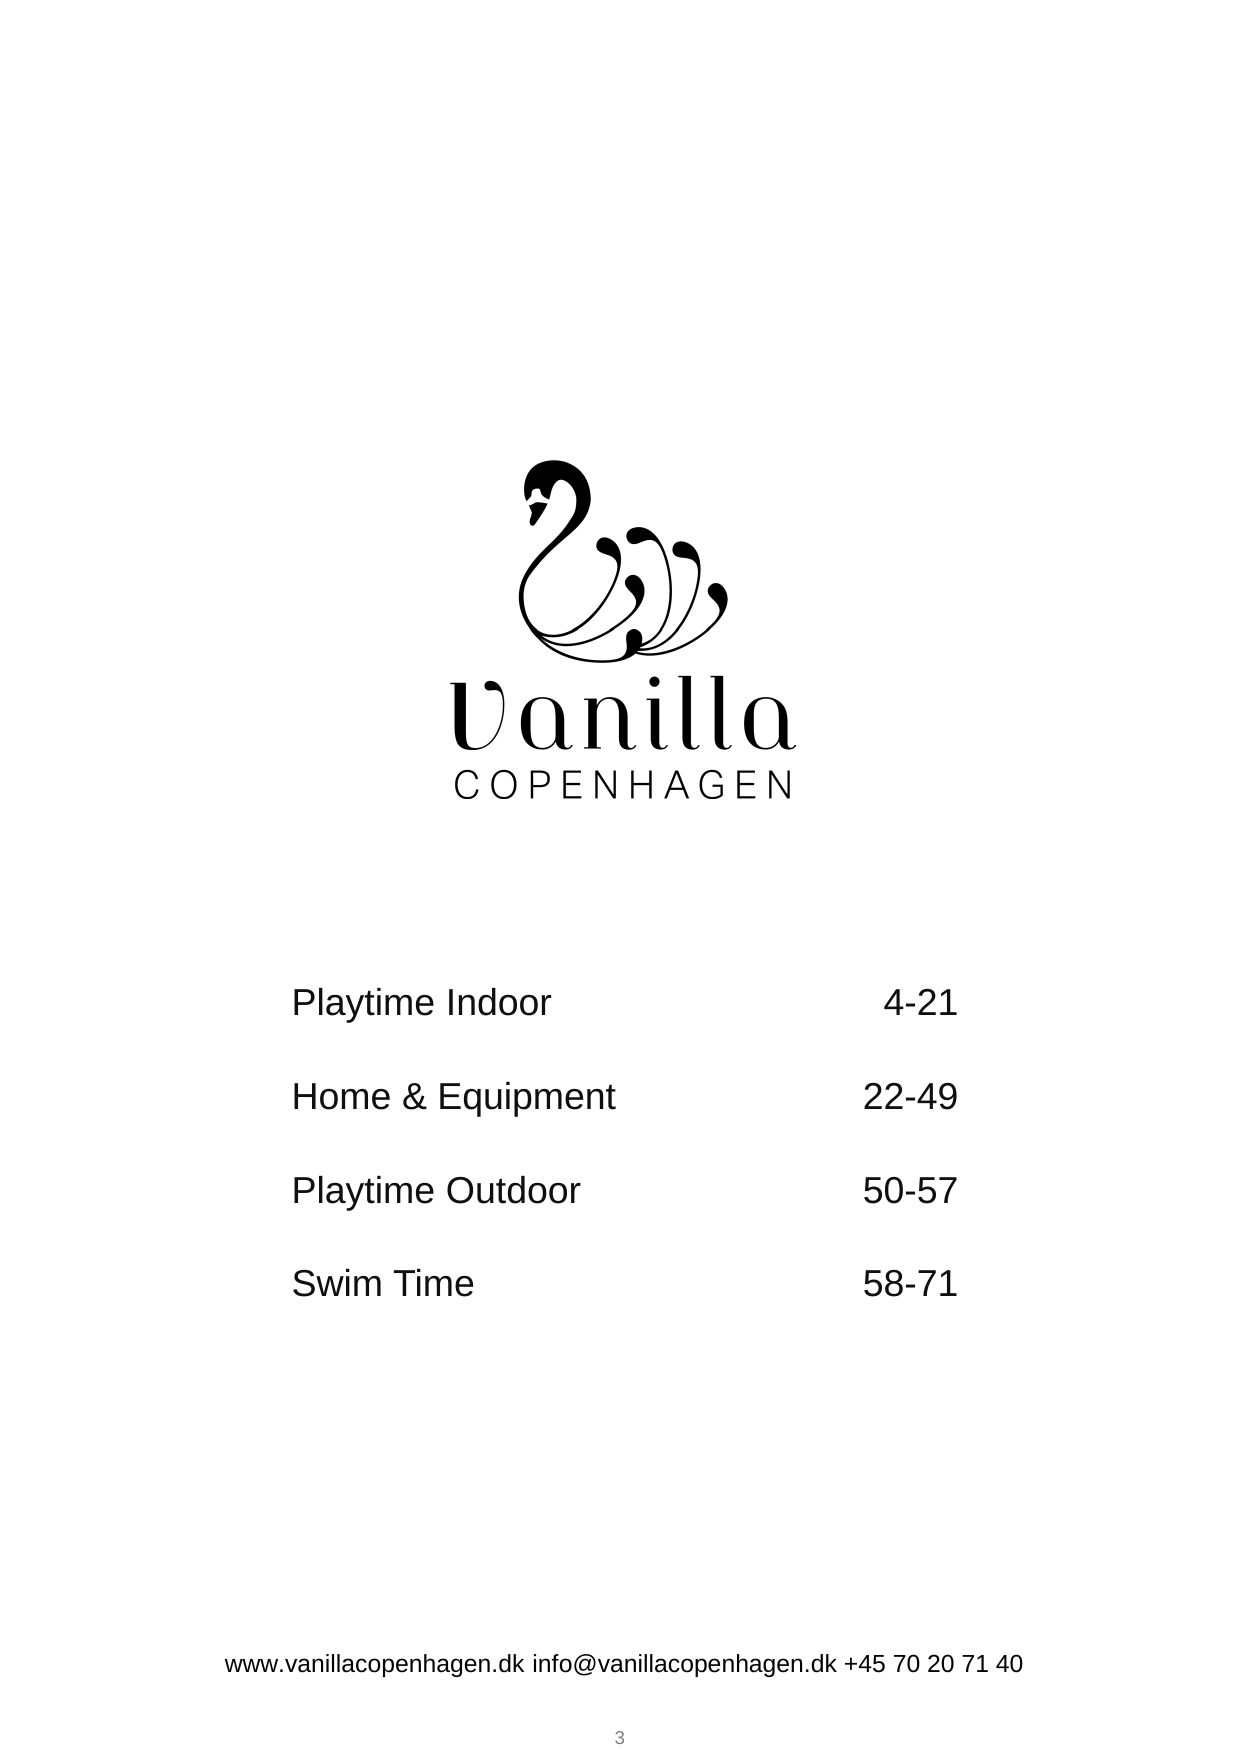 Vanilla
COPENHAGEN
Playtime Indoor 4-21
Home & Equipment 22-49
Playtime Outdoor 50-57
Swim Time 58-71
www.vanillacopenhagen.dk info@vanillacopenhagen.dk +45 70 20 71 40
3